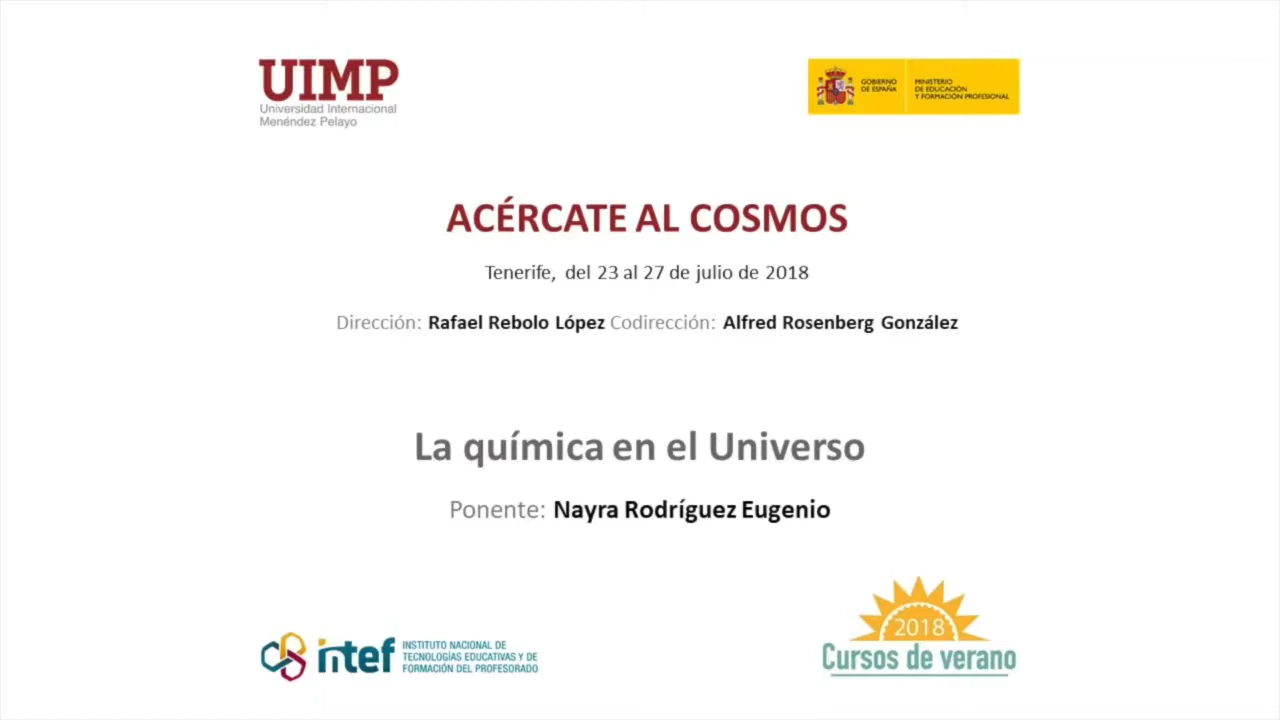 UIMP
Universidad Internacional
Menéndez Pelayo
GOBIERNO
DE ESPAÑA
MINISTERIO
DE EDUCACIÓN
Y FORMACIÓN PROFESIONAL
ACÉRCATE AL COSMOS
Tenerife, del 23 al 27 de julio de 2018
Dirección: Rafael Rebolo López Codirección: Alfred Rosenberg González
La química en el Universo
Ponente: Nayra Rodríguez Eugenio
intef
INSTITUTO NACIONAL DE
TECNOLOGÍAS EDUCATIVAS Y DE
FORMACIÓN DEL PROFESORADO
2018
Cursos de verano